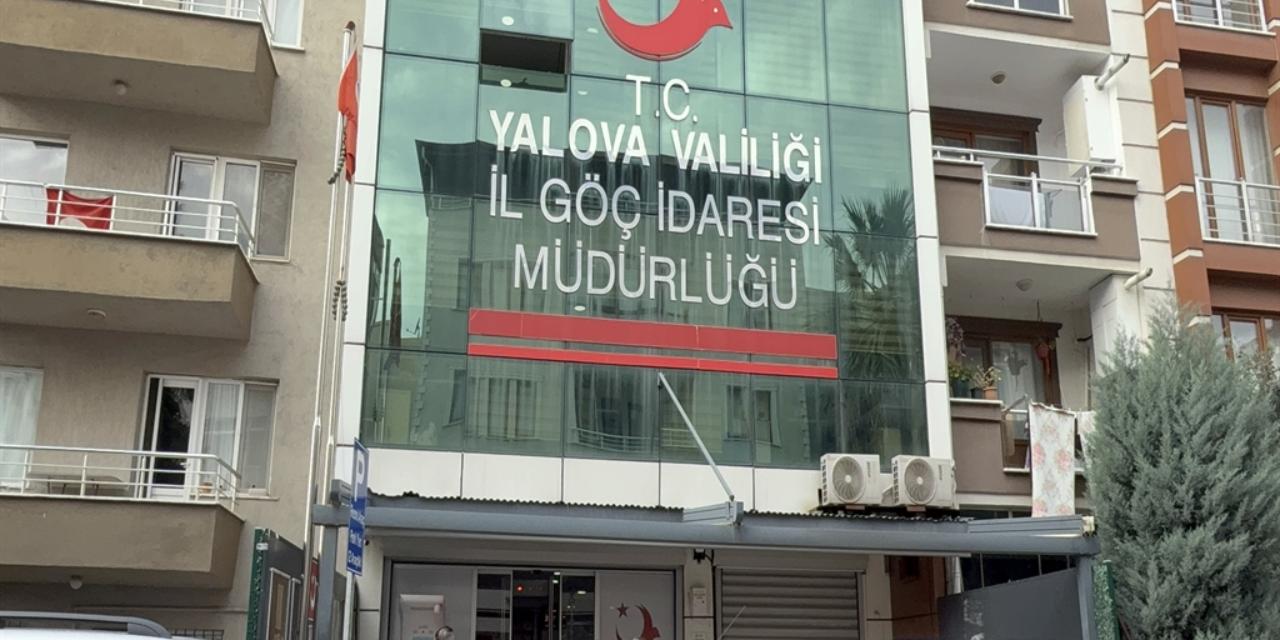 T.C.
YALOVA VALİLİĞİ
İL GÖÇ İDARESİ
MÜDÜRLÜĞÜ
P